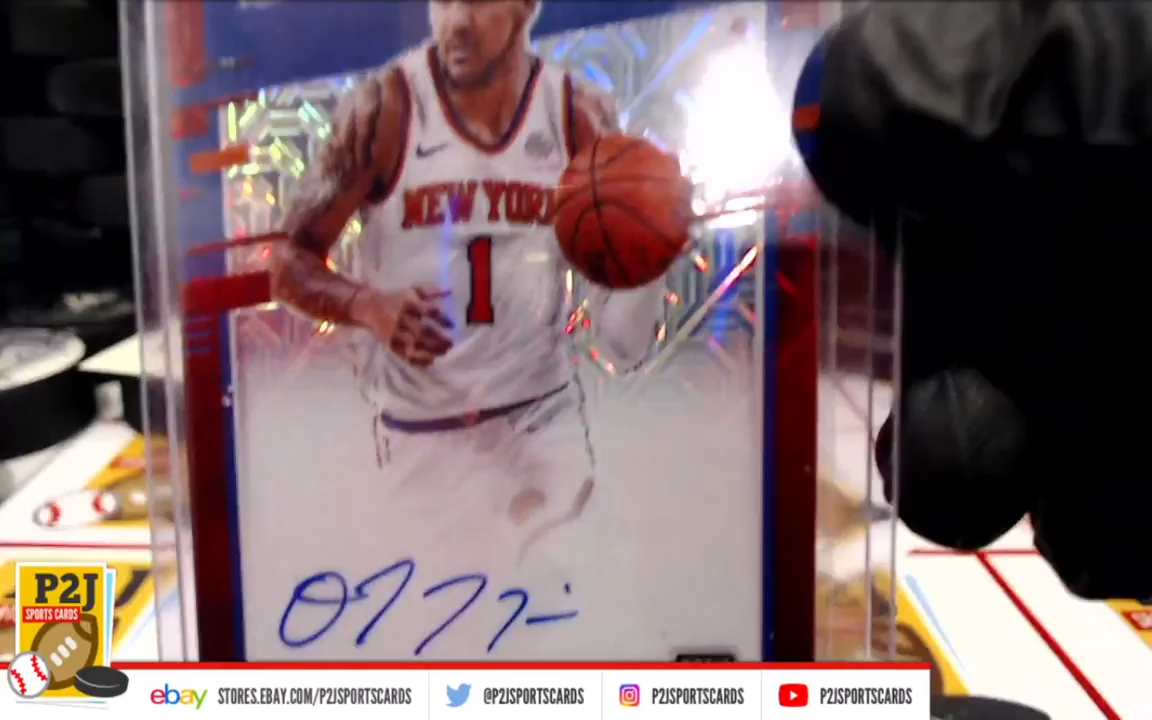 NEW YORK
1
P2J
SPORTS CARDS
ebay STORES.EBAY.COM/P2JSPORTSCARDS
@P2JSPORTSCARDS
P2JSPORTSCARDS
P2JSPORTSCARDS